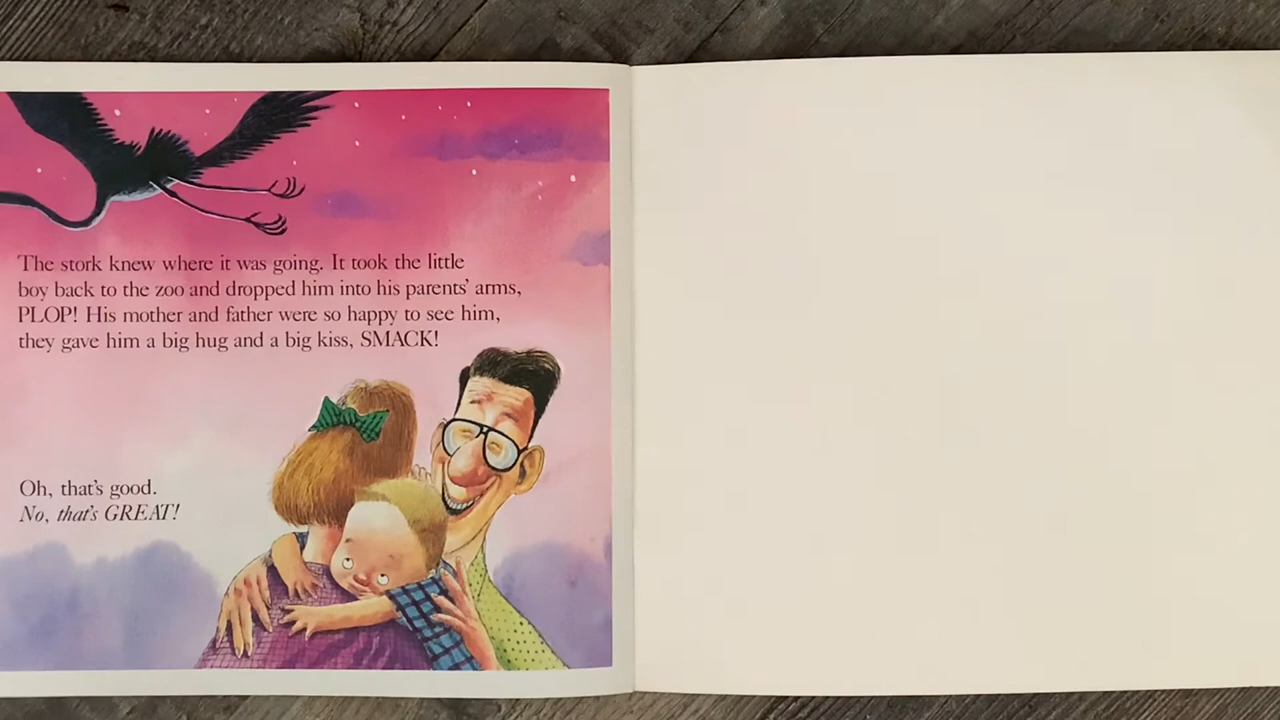 The stork knew where it was going. It took the little
boy back to the zoo and dropped him into his parents’ arms,
PLOP! His mother and father were so happy to see him,
they gave him a big hug and a big kiss, SMACK!
Oh, that’s good.
No, that’s GREAT!